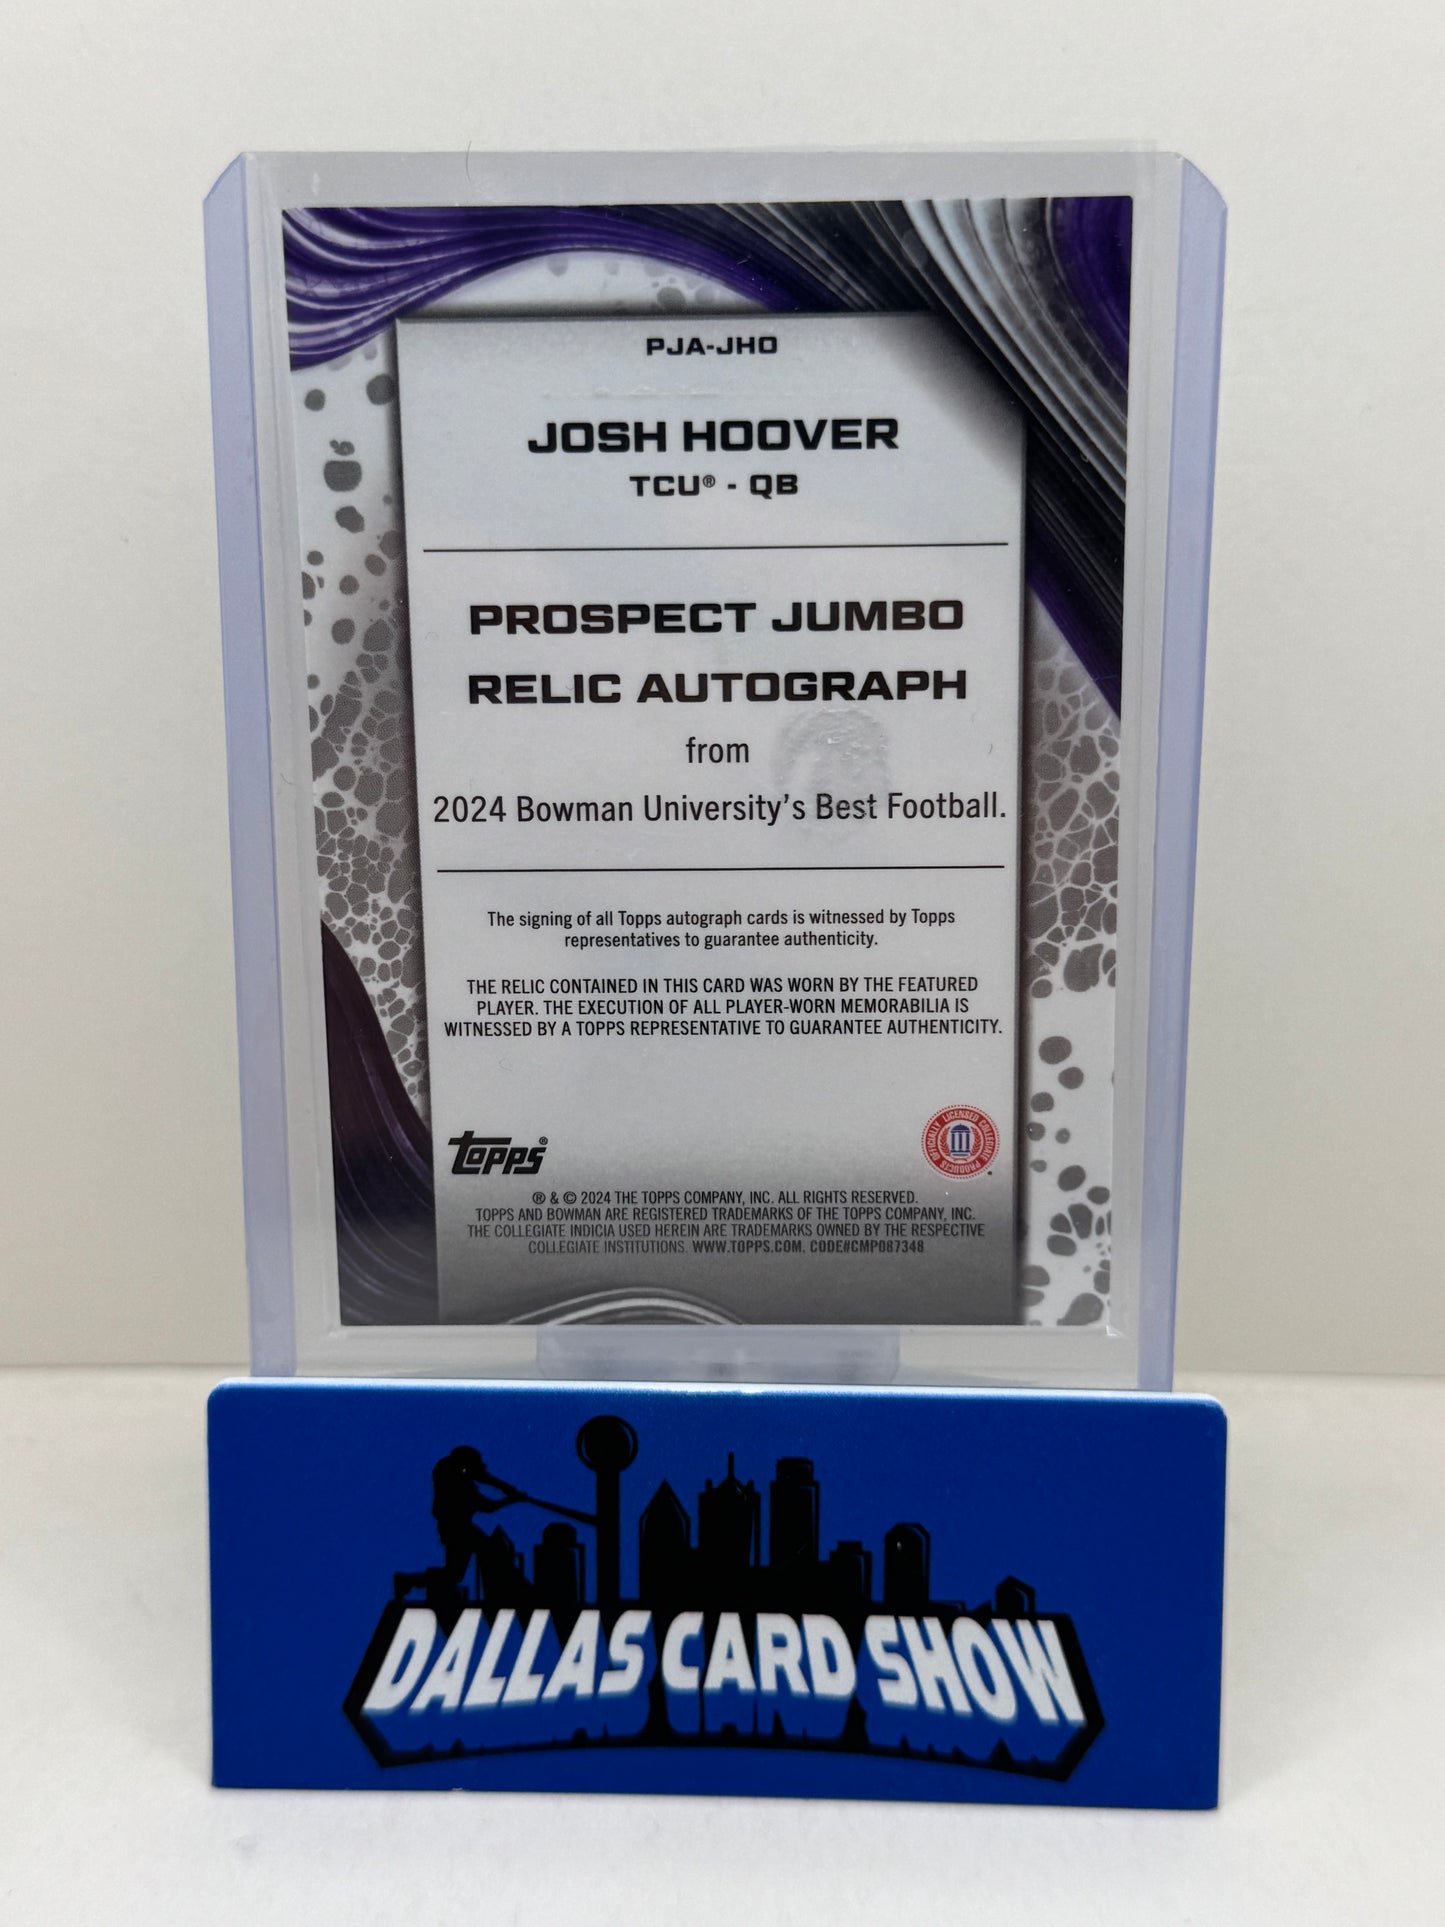 PJA-JHO
JOSH HOOVER
TCU® - QB
PROSPECT JUMBO
RELIC AUTOGRAPH
from
2024 Bowman University's Best Football.
The signing of all Topps autograph cards is witnessed by Topps
representatives to guarantee authenticity.
THE RELIC CONTAINED IN THIS CARD WAS WORN BY THE FEATURED
PLAYER. THE EXECUTION OF ALL PLAYER-WORN MEMORABILIA IS
WITNESSED BY A TOPPS REPRESENTATIVE TO GUARANTEE AUTHENTICITY.
Topps®
OFFICIALLY LICENSED COLLEGIATE PRODUCTS
® & © 2024 THE TOPPS COMPANY, INC. ALL RIGHTS RESERVED.
TOPPS AND BOWMAN ARE REGISTERED TRADEMARKS OF THE TOPPS COMPANY, INC.
THE COLLEGIATE INDICIA USED HEREIN ARE TRADEMARKS OWNED BY THE RESPECTIVE
COLLEGIATE INSTITUTIONS. WWW.TOPPS.COM. CODE#CMP087348
DALLAS CARD SHOW